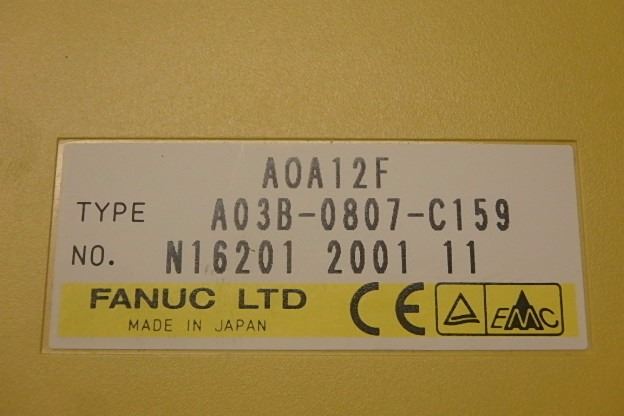 AOA12F
TYPE A03B-0807-C159
NO. N16201 2001 11
FANUC LTD CE EMC
MADE IN JAPAN